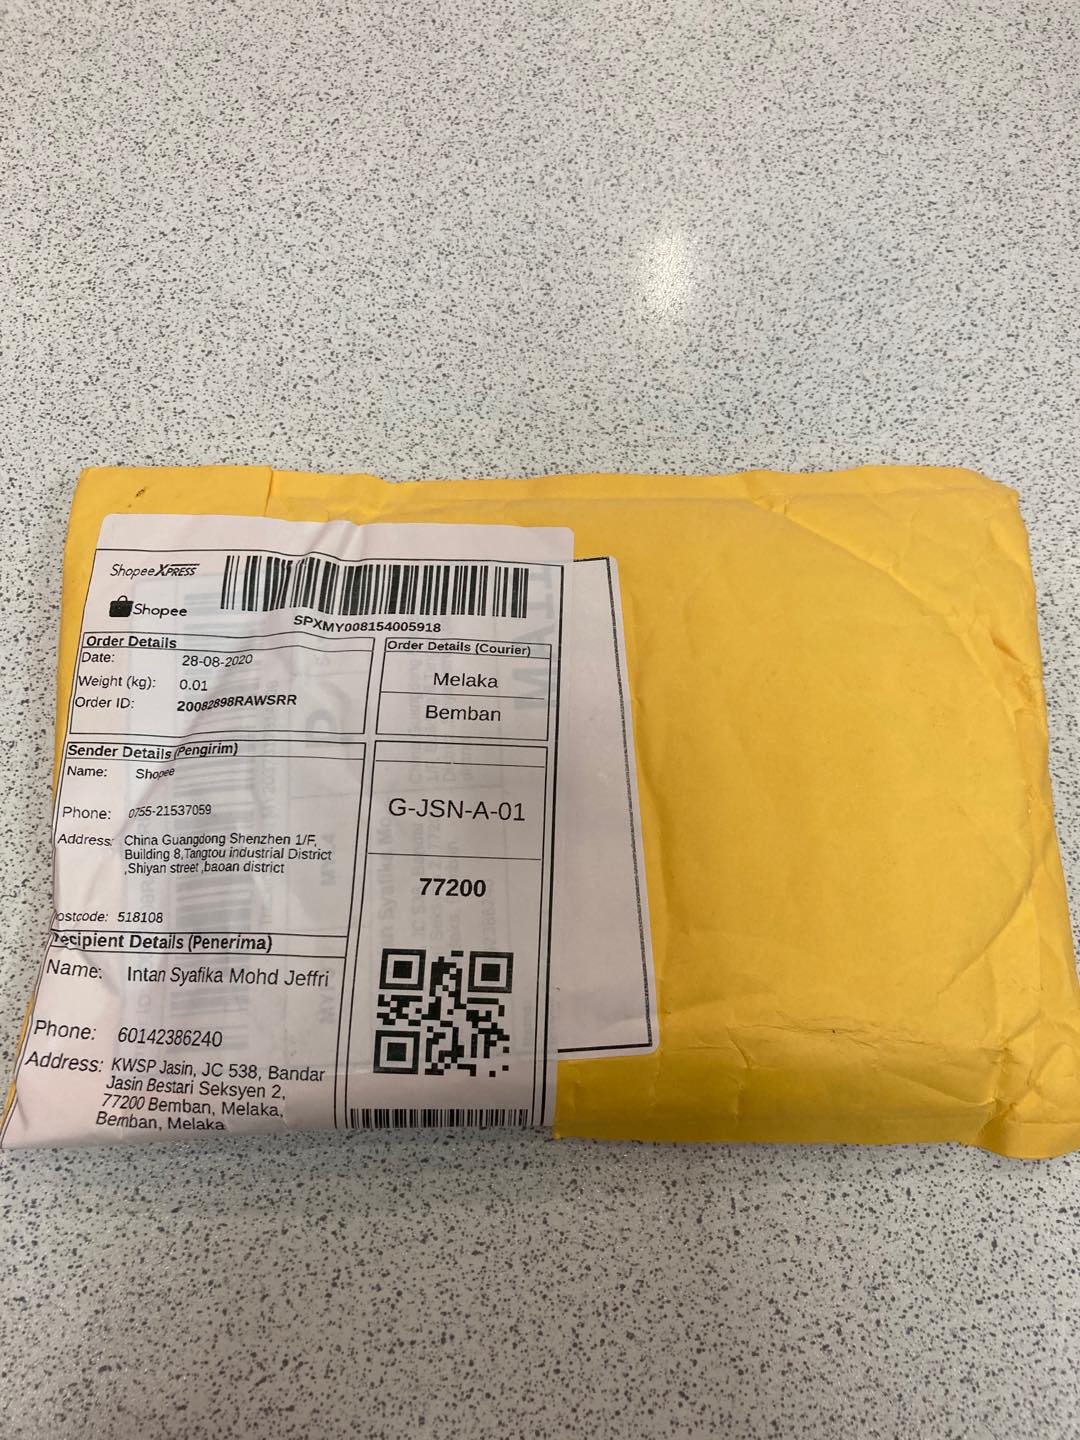 ShopeeXPRESS
Shopee
SPXMY008154005918
Order Details
Date: 28-08-2020
Weight (kg): 0.01
Order ID: 20082898RAWSRR
Order Details (Courier)
Melaka
Bemban
Sender Details (Pengirim)
Name: Shopee
Phone: 0755-21537059
Address: China Guangdong Shenzhen 1/F,
Building 8,Tangtou industrial District
,Shiyan street ,baoan district
ostcode: 518108
G-JSN-A-01
77200
ecipient Details (Penerima)
Name: Intan Syafika Mohd Jeffri
Phone: 60142386240
Address: KWSP Jasin, JC 538, Bandar
Jasin Bestari Seksyen 2,
77200 Bemban, Melaka,
Bemban, Melaka